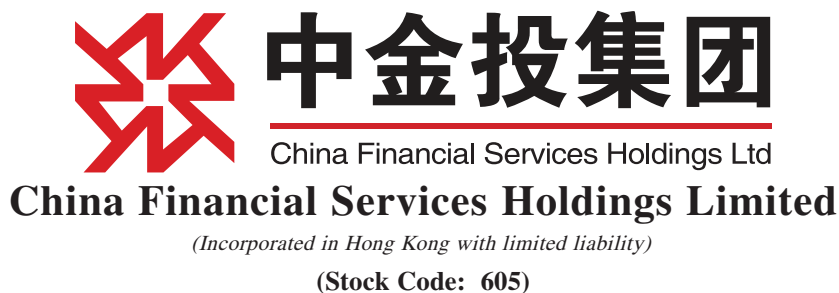 中金投集团
China Financial Services Holdings Ltd
China Financial Services Holdings Limited
(Incorporated in Hong Kong with limited liability)
(Stock Code: 605)